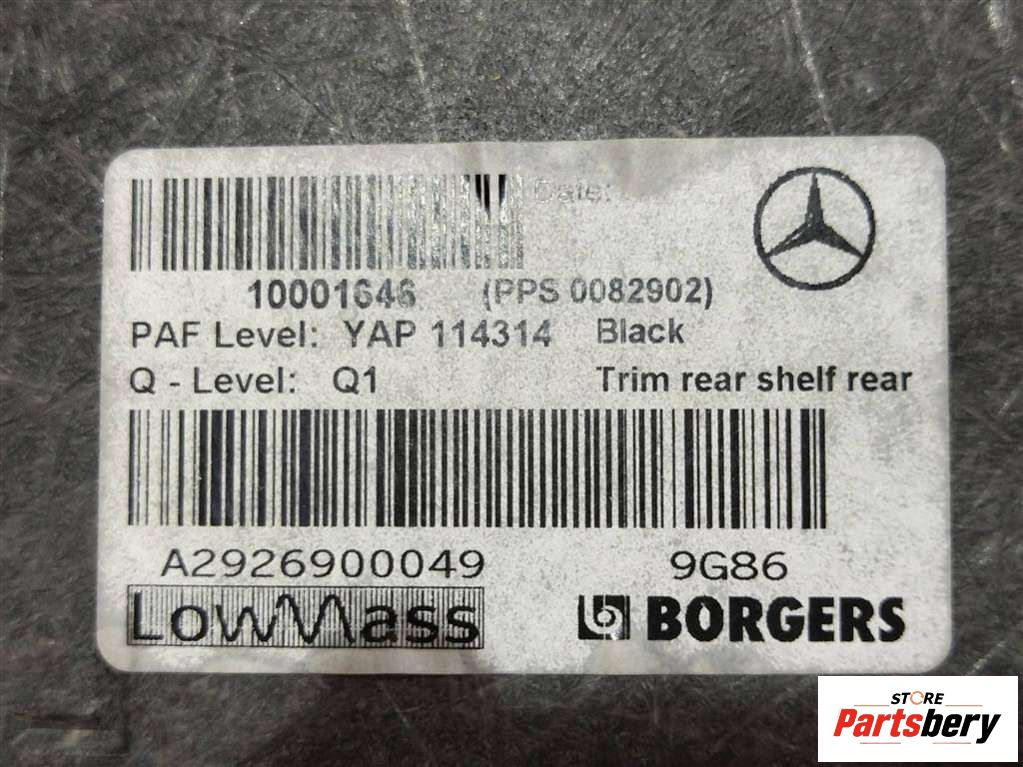 Date:
10001646 (PPS 0082902)
PAF Level: YAP 114314 Black
Q - Level: Q1 Trim rear shelf rear
A2926900049 9G86
LowMass BORGERS
STORE
Partsbery